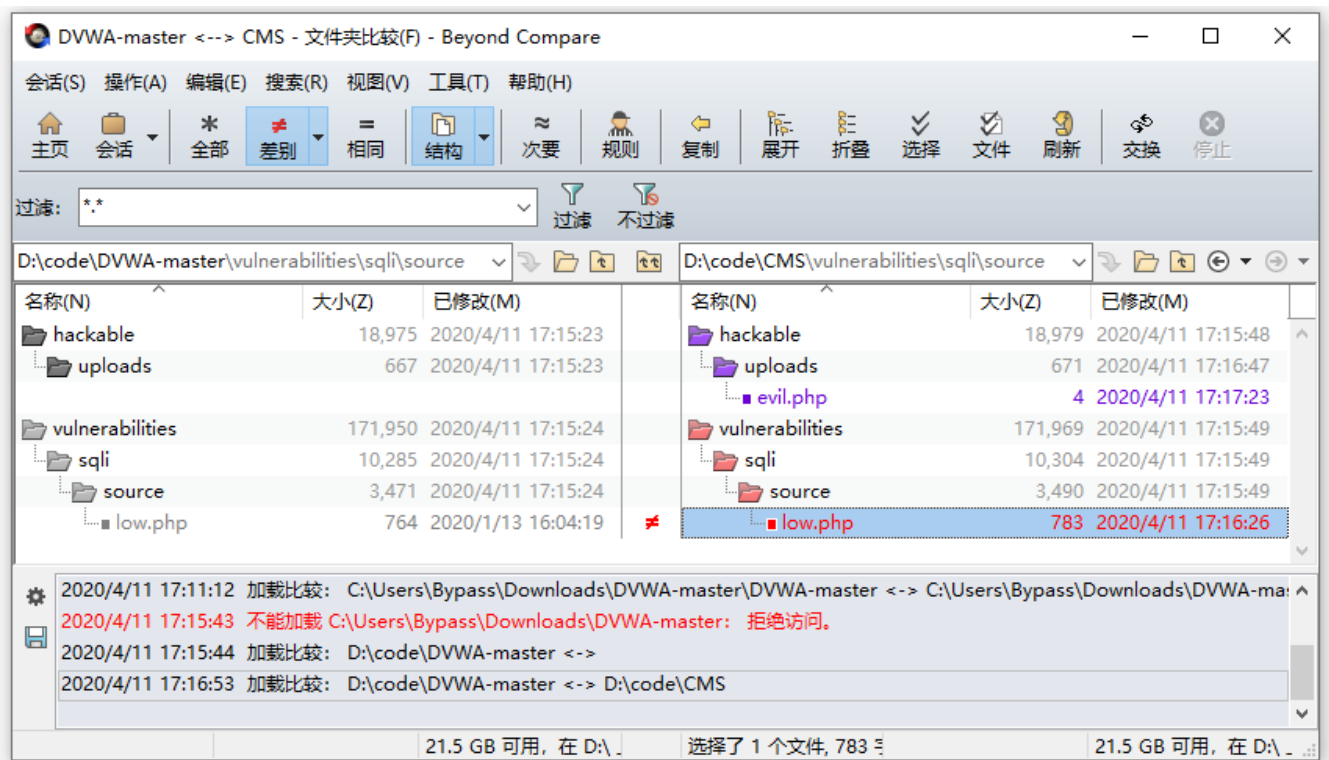 DVWA-master <--> CMS - 文件夹比较(F) - Beyond Compare
会话(S) 操作(A) 编辑(E) 搜索(R) 视图(V) 工具(T) 帮助(H)
主页 会话 全部 差别 相同 结构 次要 规则 复制 展开 折叠 选择 文件 刷新 交换 停止
过滤: *.* 过滤 不过滤
D:\code\DVWA-master\vulnerabilities\sqli\source D:\code\CMS\vulnerabilities\sqli\source
名称(N) 大小(Z) 已修改(M) 名称(N) 大小(Z) 已修改(M)
hackable 18,975 2020/4/11 17:15:23 hackable 18,979 2020/4/11 17:15:48
uploads 667 2020/4/11 17:15:23 uploads 671 2020/4/11 17:16:47
evil.php 4 2020/4/11 17:17:23
vulnerabilities 171,950 2020/4/11 17:15:24 vulnerabilities 171,969 2020/4/11 17:15:49
sqli 10,285 2020/4/11 17:15:24 sqli 10,304 2020/4/11 17:15:49
source 3,471 2020/4/11 17:15:24 source 3,490 2020/4/11 17:15:49
low.php 764 2020/1/13 16:04:19 ≠ low.php 783 2020/4/11 17:16:26
2020/4/11 17:11:12 加载比较: C:\Users\Bypass\Downloads\DVWA-master\DVWA-master <-> C:\Users\Bypass\Downloads\DVWA-mas
2020/4/11 17:15:43 不能加载 C:\Users\Bypass\Downloads\DVWA-master: 拒绝访问。
2020/4/11 17:15:44 加载比较: D:\code\DVWA-master <->
2020/4/11 17:16:53 加载比较: D:\code\DVWA-master <-> D:\code\CMS
21.5 GB 可用, 在 D:\ 选择了 1 个文件, 783 21.5 GB 可用, 在 D:\